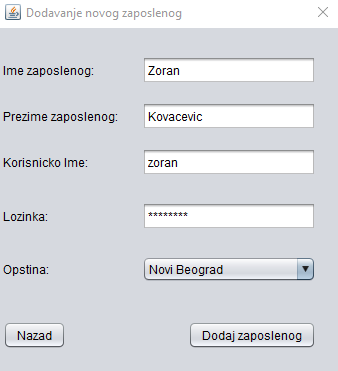 Dodavanje novog zaposlenog
Ime zaposlenog: Zoran
Prezime zaposlenog: Kovacevic
Korisnicko Ime: zoran
Lozinka: ********
Opstina: Novi Beograd
Nazad Dodaj zaposlenog